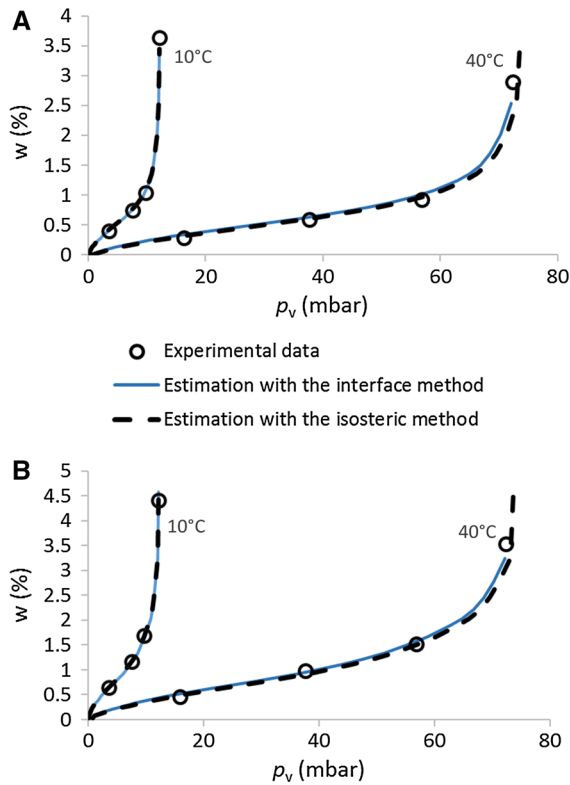 A
4
3.5
3
2.5
2
1.5
1
0.5
0
w (%)
10°C
40°C
0 20 40 60 80
pv (mbar)
Experimental data
Estimation with the interface method
Estimation with the isosteric method
B
5
4.5
4
3.5
3
2.5
2
1.5
1
0.5
0
w (%)
10°C
40°C
0 20 40 60 80
pv (mbar)